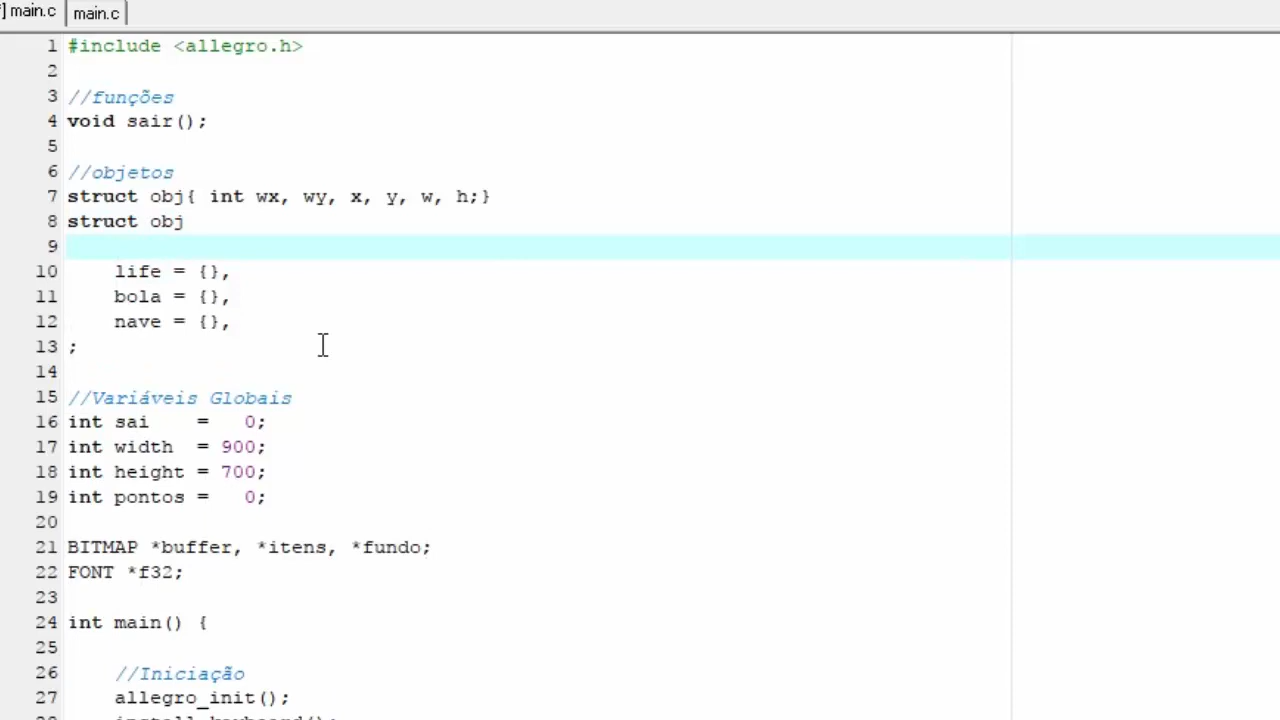 ] main.c main.c
1 #include <allegro.h>
2
3 //funções
4 void sair();
5
6 //objetos
7 struct obj{ int wx, wy, x, y, w, h;}
8 struct obj
9
10 life = {},
11 bola = {},
12 nave = {},
13 ;
14
15 //Variáveis Globais
16 int sai = 0;
17 int width = 900;
18 int height = 700;
19 int pontos = 0;
20
21 BITMAP *buffer, *itens, *fundo;
22 FONT *f32;
23
24 int main() {
25
26 //Iniciação
27 allegro_init();
28 install_keyboard();